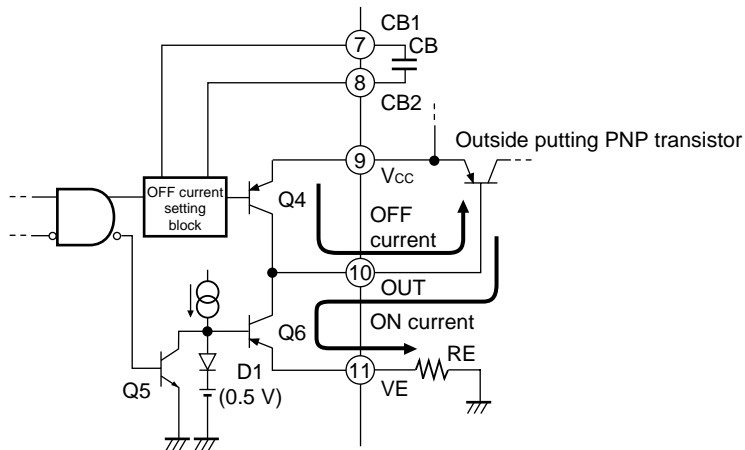 CB1
7
CB
8
CB2
Outside putting PNP transistor
9
VCC
OFF current
setting
block
Q4
OFF
current
10
OUT
ON current
Q6
RE
D1
11
Q5
(0.5 V)
VE